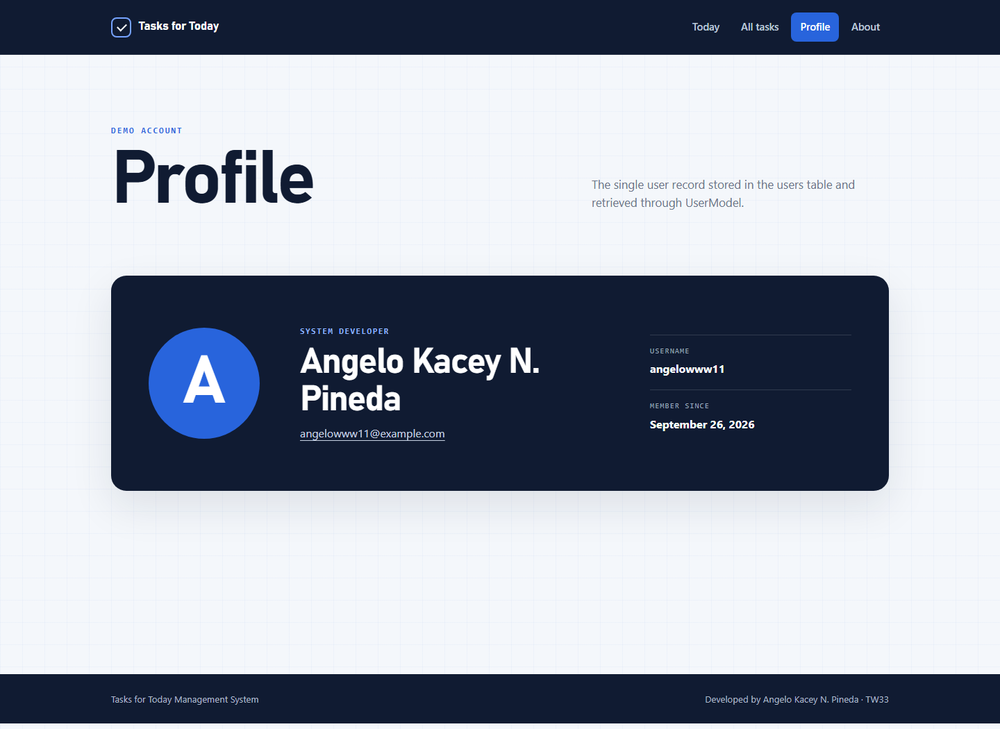 Tasks for Today
Today
All tasks
Profile
About
DEMO ACCOUNT
Profile
The single user record stored in the users table and
retrieved through UserModel.
A
SYSTEM DEVELOPER
Angelo Kacey N.
Pineda
angelowww11@example.com
USERNAME
angelowww11
MEMBER SINCE
September 26, 2026
Tasks for Today Management System
Developed by Angelo Kacey N. Pineda · TW33